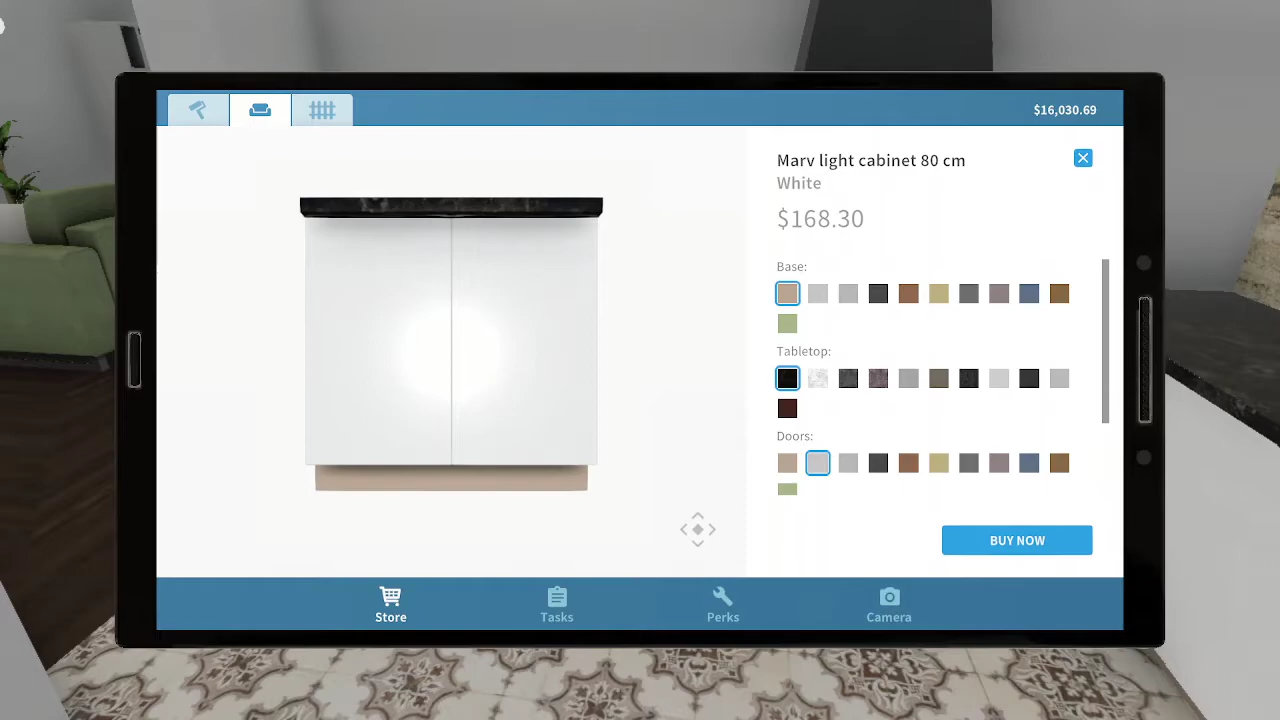 $16,030.69
Marv light cabinet 80 cm
White
$168.30
Base:
Tabletop:
Doors:
BUY NOW
Store
Tasks
Perks
Camera